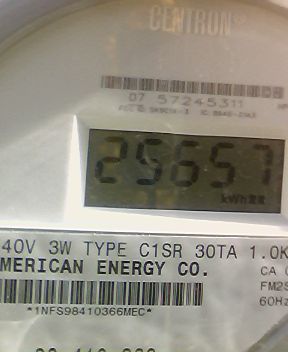 CENTRON®
07 57245311
25657
kWh
40V 3W TYPE C1SR 30TA 1.0K
MERICAN ENERGY CO.
CA
FM2S
60Hz
*1NFS98410366MEC*